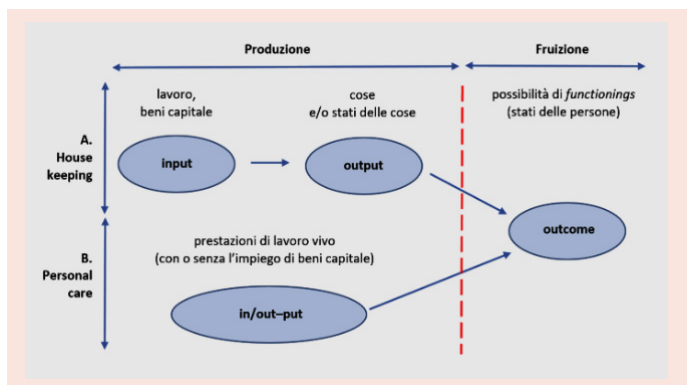 Produzione
Fruizione
lavoro,
beni capitale
cose
e/o stati delle cose
possibilità di functionings
(stati delle persone)
A.
House
keeping
input
output
outcome
B.
Personal
care
prestazioni di lavoro vivo
(con o senza l'impiego di beni capitale)
in/out–put